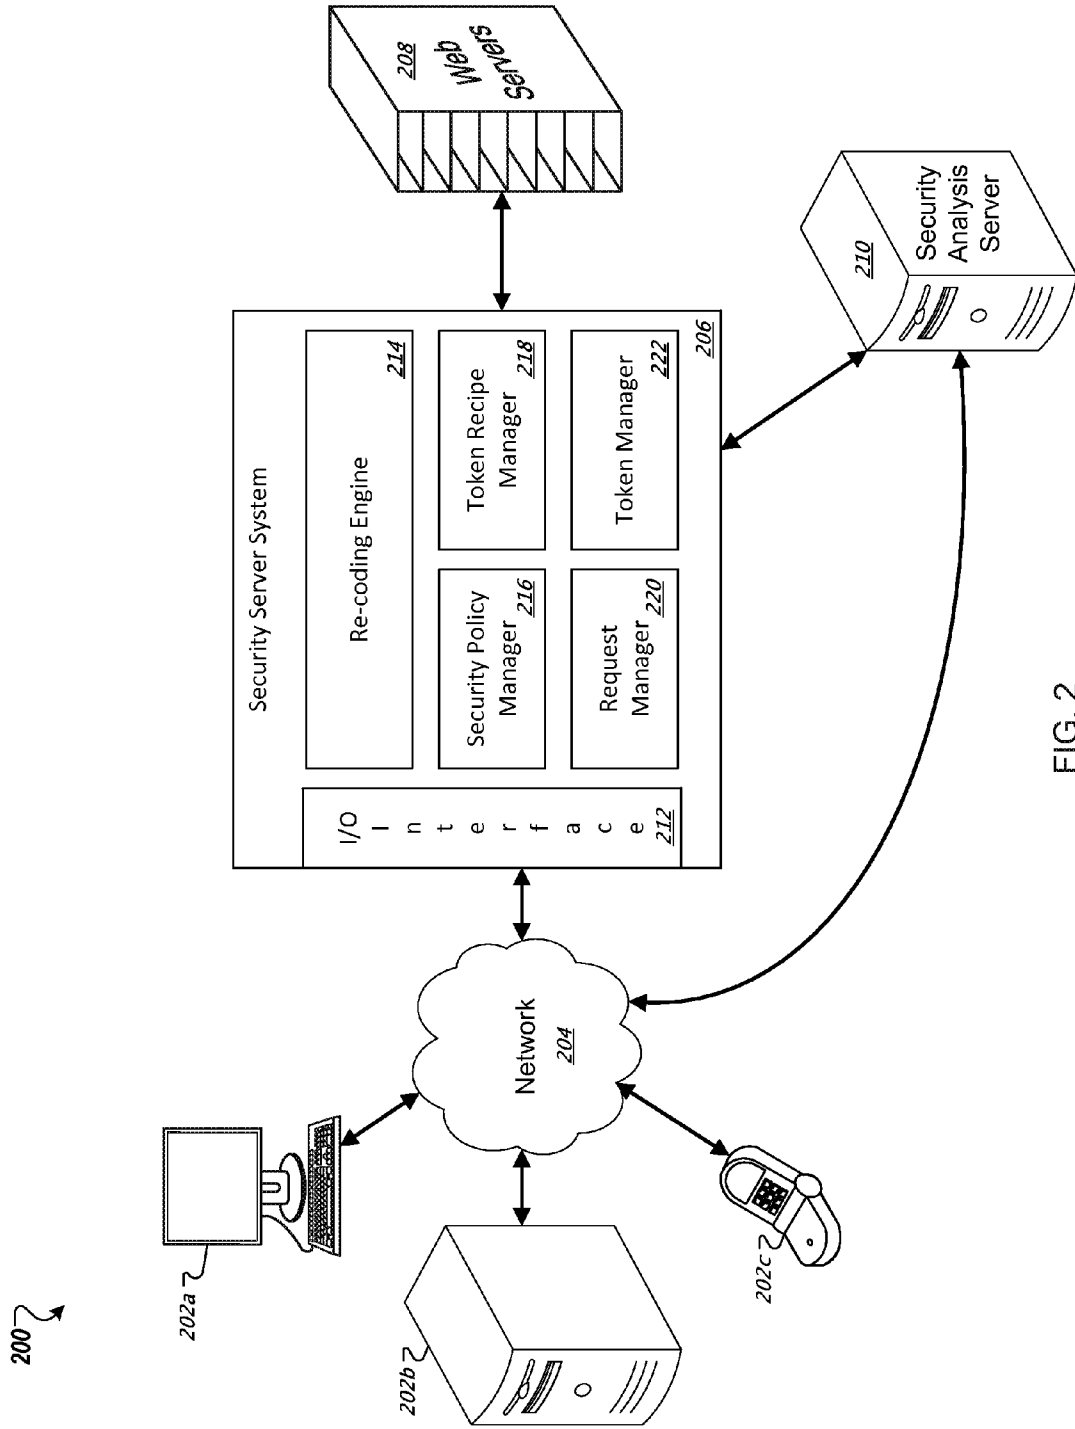 200
202a
202b
202c
Network
204
Security Server System
I/O
I
n
t
e
r
f
a
c
e
212
Re-coding Engine
214
Security Policy
Manager
216
Token Recipe
Manager
218
Request
Manager
220
Token Manager
222
206
208
Web
Servers
210
Security
Analysis
Server
FIG. 2